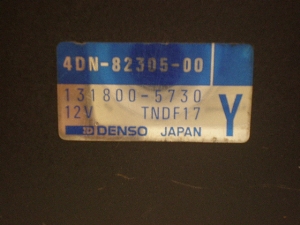 4DN-82305-00
131800-5730
12V TNDF17 Y
DENSO JAPAN